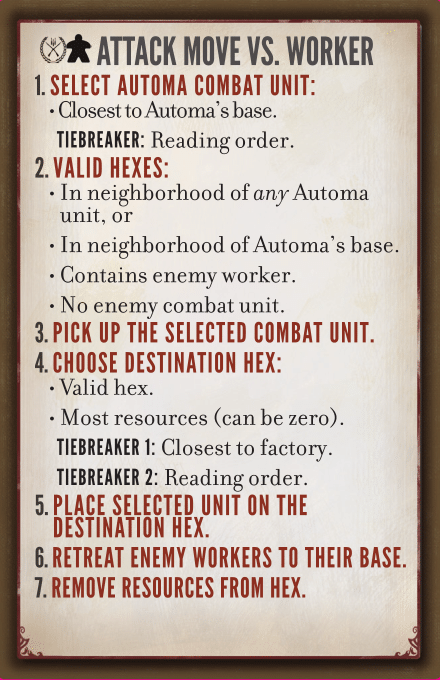 ATTACK MOVE VS. WORKER
1. SELECT AUTOMA COMBAT UNIT:
• Closest to Automa's base.
TIEBREAKER: Reading order.
2. VALID HEXES:
• In neighborhood of any Automa
unit, or
• In neighborhood of Automa's base.
• Contains enemy worker.
• No enemy combat unit.
3. PICK UP THE SELECTED COMBAT UNIT.
4. CHOOSE DESTINATION HEX:
• Valid hex.
• Most resources (can be zero).
TIEBREAKER 1: Closest to factory.
TIEBREAKER 2: Reading order.
5. PLACE SELECTED UNIT ON THE
DESTINATION HEX.
6. RETREAT ENEMY WORKERS TO THEIR BASE.
7. REMOVE RESOURCES FROM HEX.